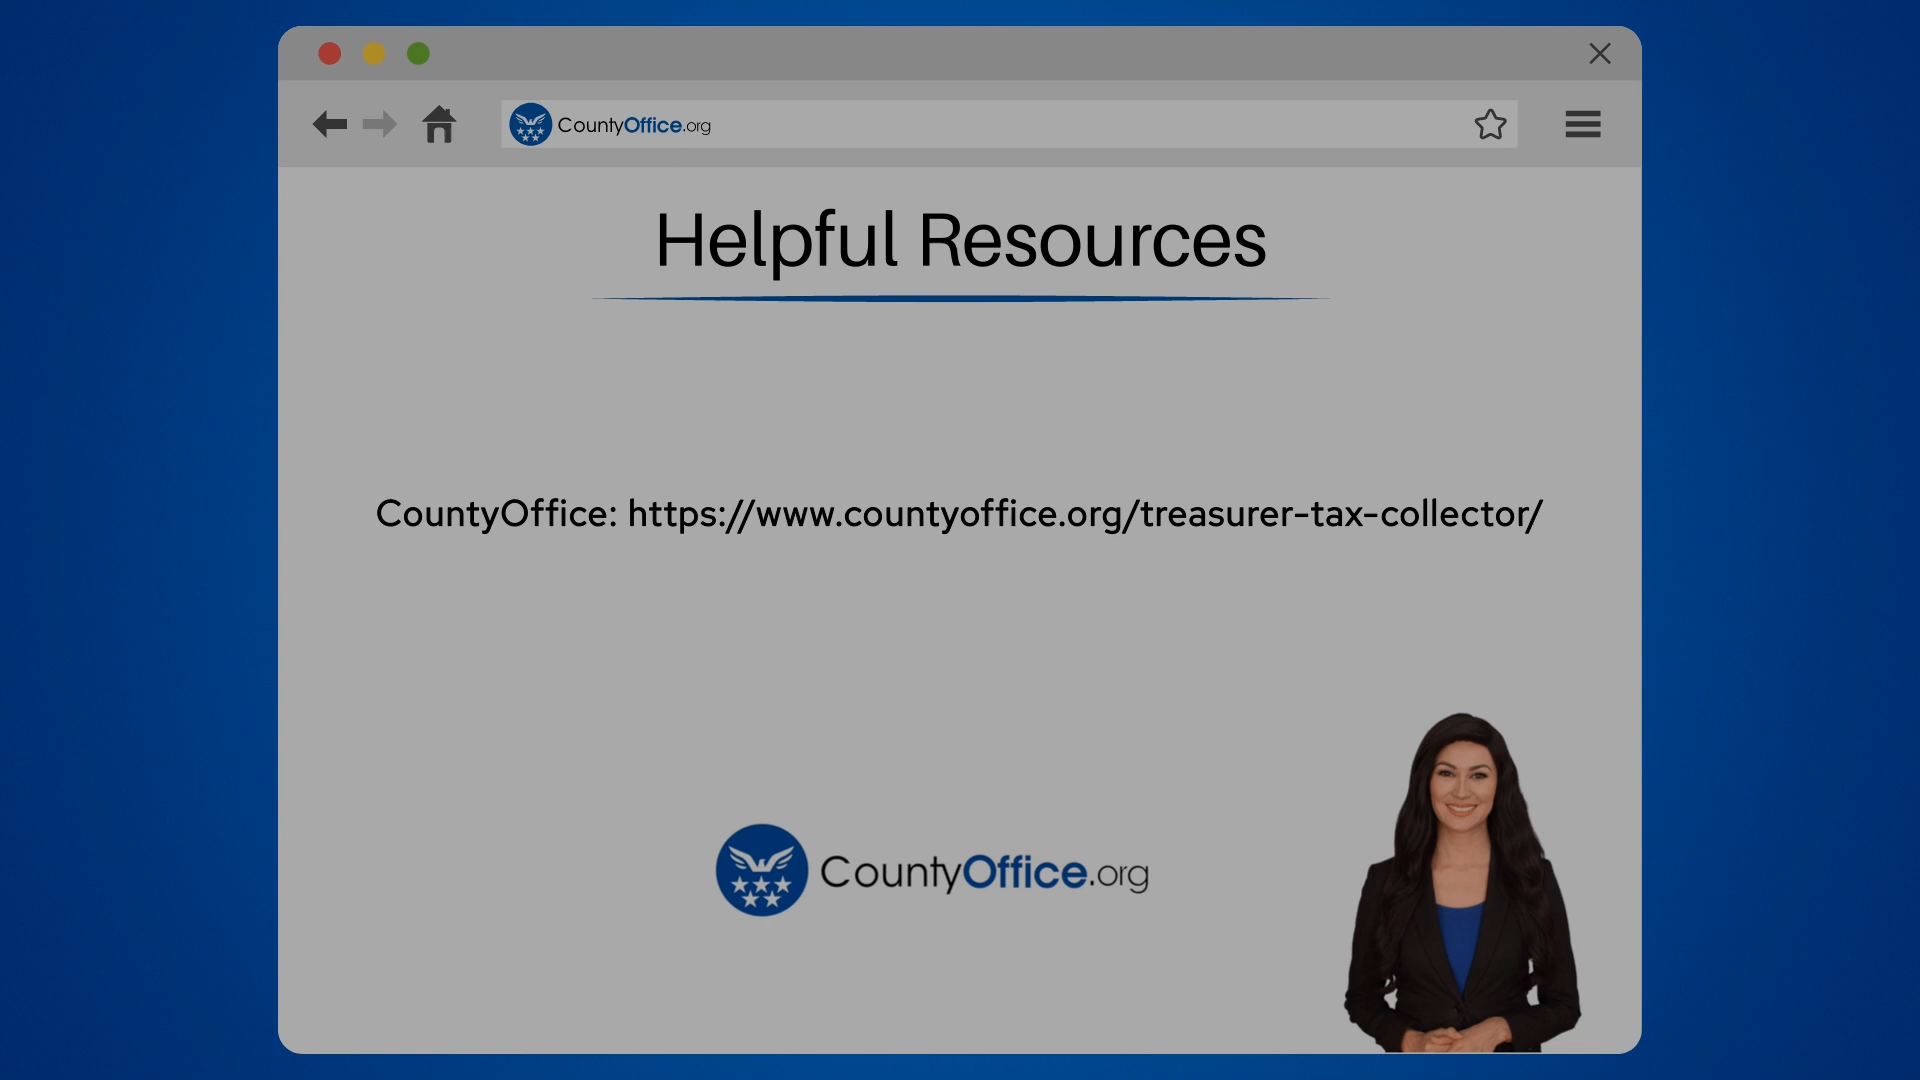 CountyOffice.org
Helpful Resources
CountyOffice: https://www.countyoffice.org/treasurer-tax-collector/
CountyOffice.org